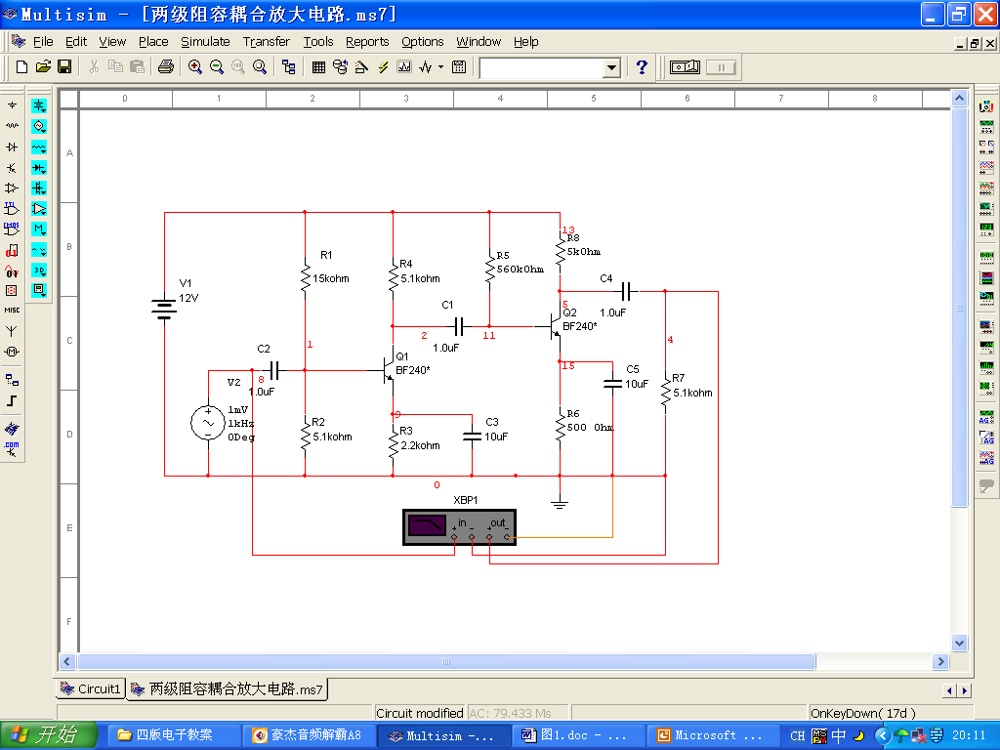 Multisim - [两级阻容耦合放大电路.ms7]
File Edit View Place Simulate Transfer Tools Reports Options Window Help
0 1 2 3 4 5 6 7 8
A
B
C
D
E
F
TTL
CMOS
MISC
.COM
AG
AG
AG
13
R8
5kOhm
R1
15kohm
R4
5.1kohm
R5
560kOhm
V1
12V
C4
1.0uF
5
Q2
BF240*
C1
1.0uF
2
11
1
4
C2
1.0uF
8
Q1
BF240*
15
C5
10uF
R7
5.1kohm
V2
1mV
1kHz
0Deg
R2
5.1kohm
9
R3
2.2kohm
C3
10uF
R6
500 Ohm
0
XBP1
in out
Circuit1 两级阻容耦合放大电路.ms7
Circuit modified AC: 79.433 Ms OnKeyDown( 17d )
开始 四版电子教案 豪杰音频解霸A8 Multisim -... 图1.doc - ... Microsoft ... CH 中 20:11